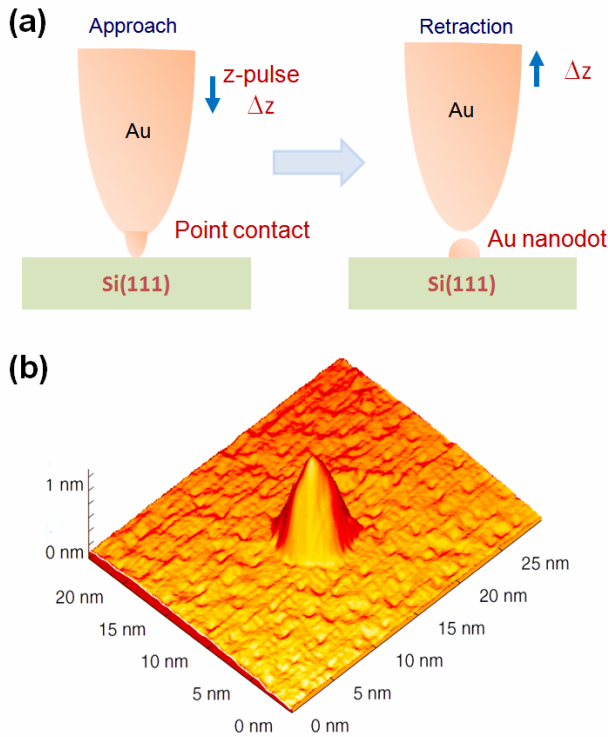 (a)
Approach
Retraction
z-pulse
Δz
Δz
Au
Au
Point contact
Au nanodot
Si(111)
Si(111)
(b)
1 nm
0 nm
20 nm
15 nm
10 nm
5 nm
0 nm
0 nm
5 nm
10 nm
15 nm
20 nm
25 nm